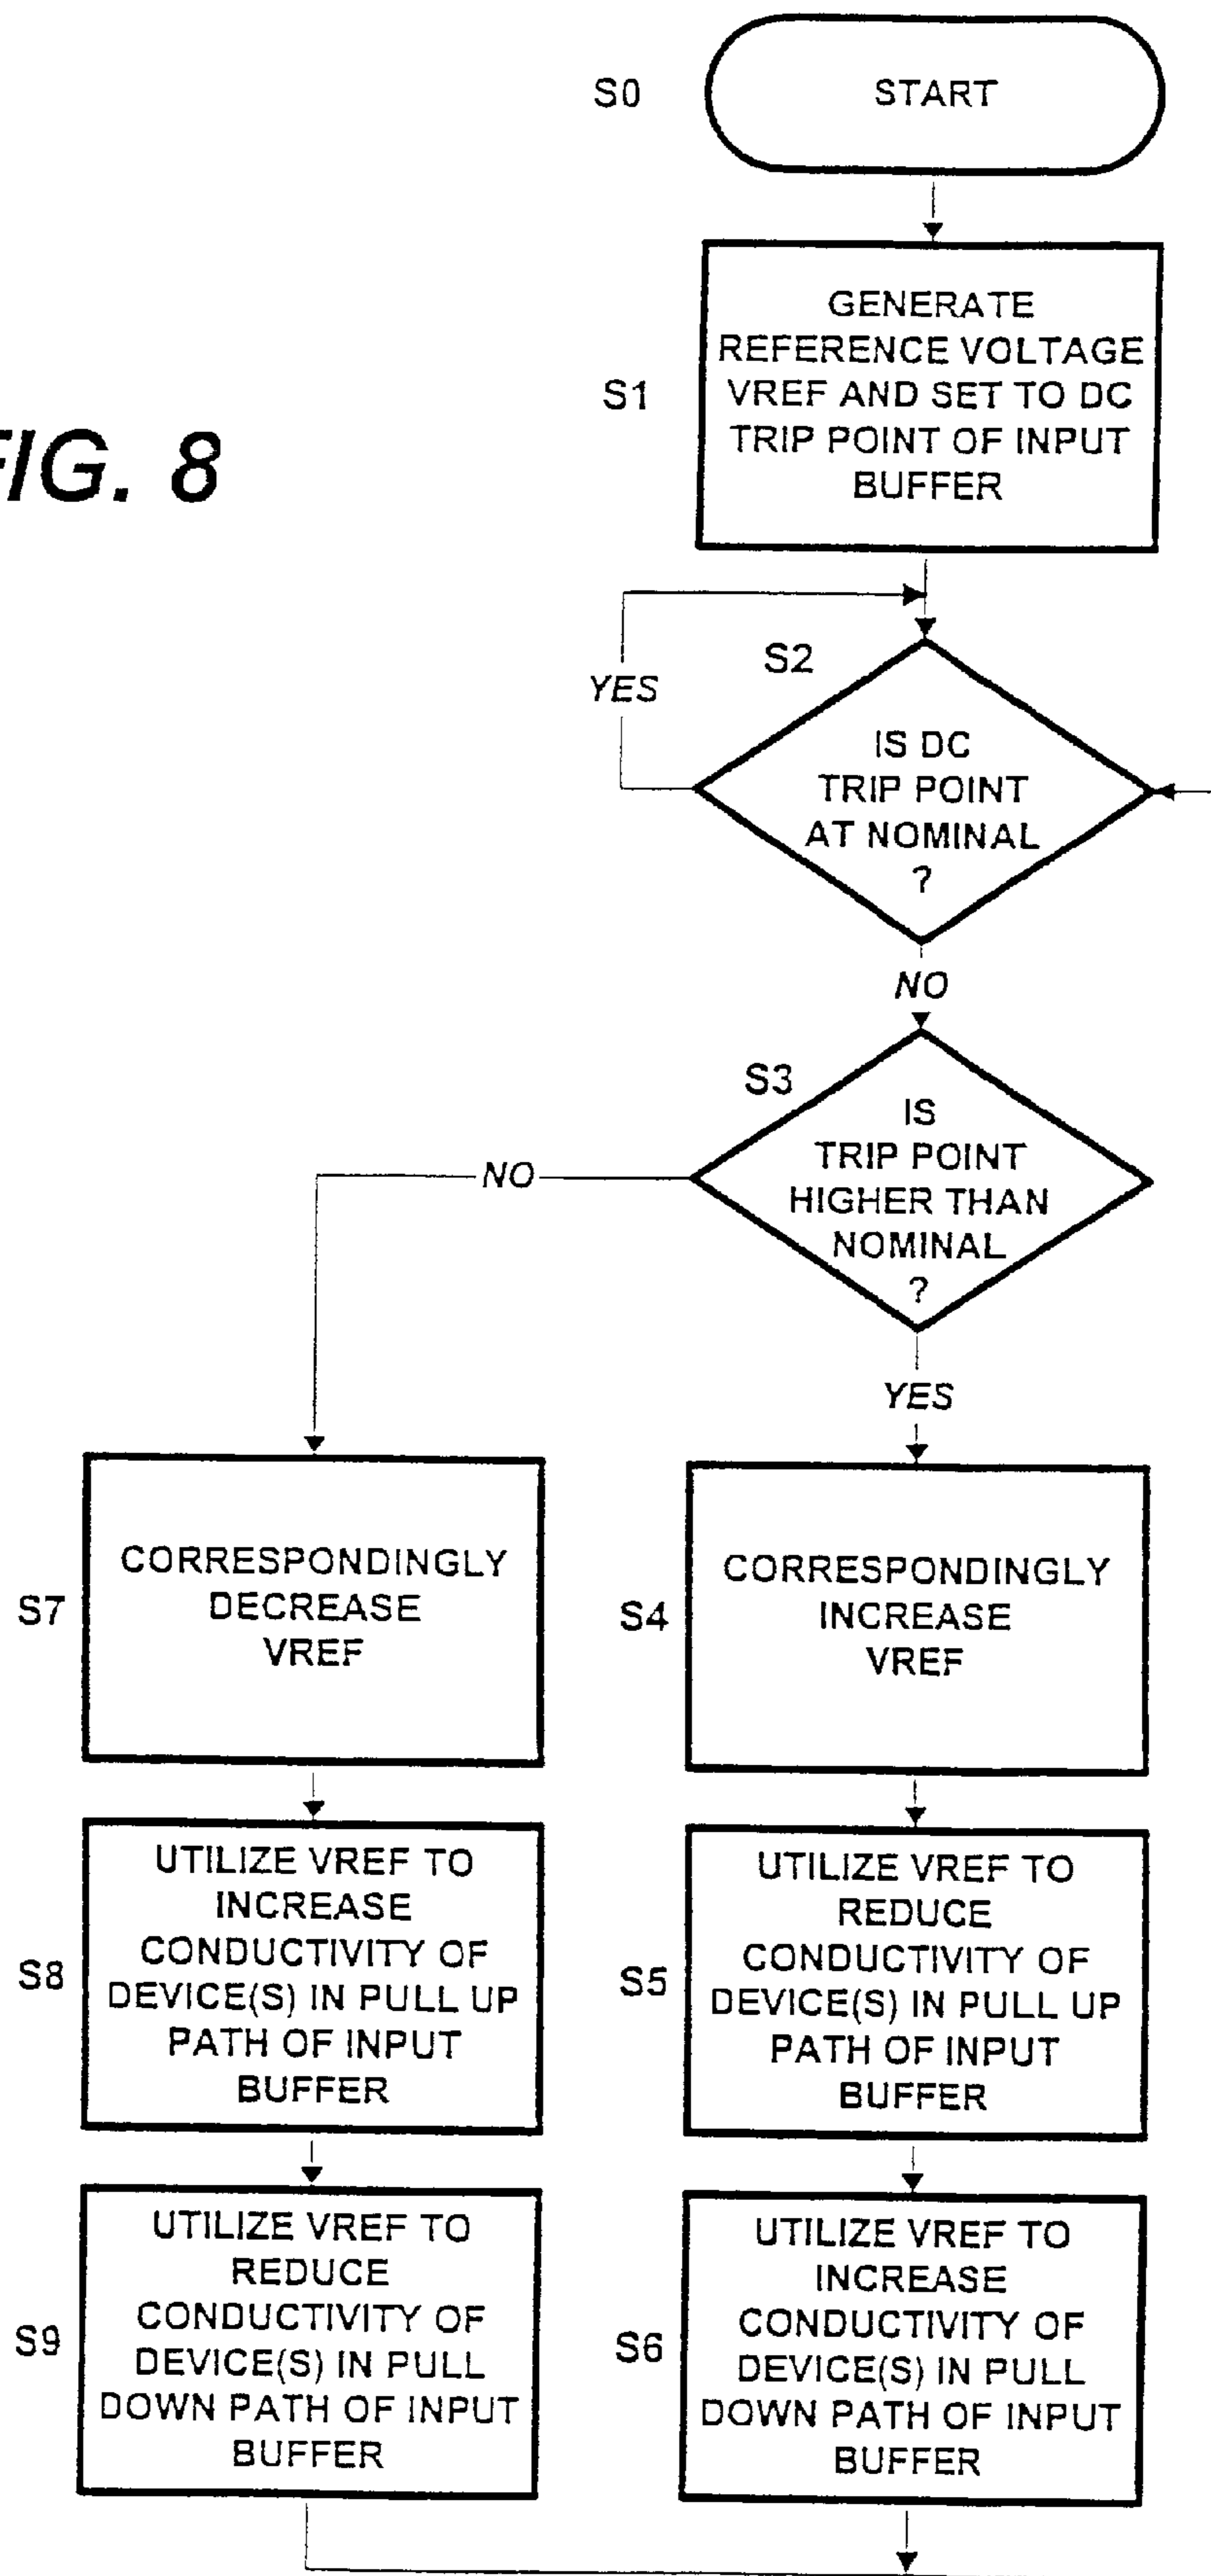 S0
START
GENERATE
REFERENCE VOLTAGE
VREF AND SET TO DC
TRIP POINT OF INPUT
BUFFER
S1
FIG. 8
S2
YES
IS DC
TRIP POINT
AT NOMINAL
?
NO
S3
IS
TRIP POINT
HIGHER THAN
NOMINAL
?
NO
YES
S7
CORRESPONDINGLY
DECREASE
VREF
S4
CORRESPONDINGLY
INCREASE
VREF
S8
UTILIZE VREF TO
INCREASE
CONDUCTIVITY OF
DEVICE(S) IN PULL UP
PATH OF INPUT
BUFFER
S5
UTILIZE VREF TO
REDUCE
CONDUCTIVITY OF
DEVICE(S) IN PULL UP
PATH OF INPUT
BUFFER
S9
UTILIZE VREF TO
REDUCE
CONDUCTIVITY OF
DEVICE(S) IN PULL
DOWN PATH OF INPUT
BUFFER
S6
UTILIZE VREF TO
INCREASE
CONDUCTIVITY OF
DEVICE(S) IN PULL
DOWN PATH OF INPUT
BUFFER